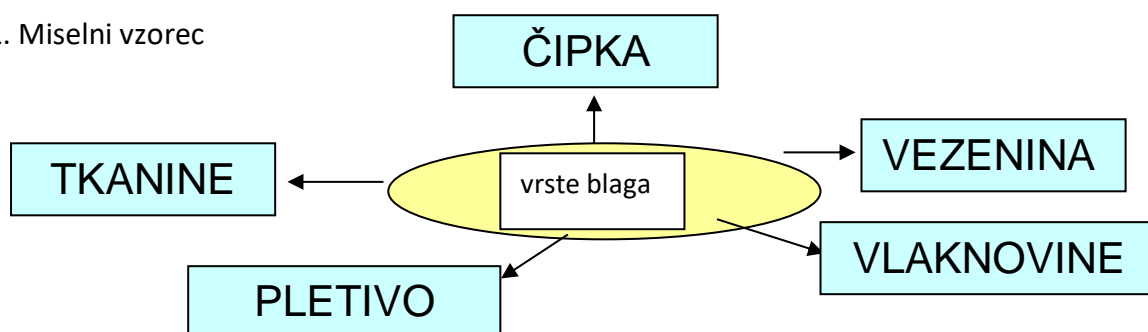 . Miselni vzorec
ČIPKA
VEZENINA
TKANINE
vrste blaga
VLAKNOVINE
PLETIVO